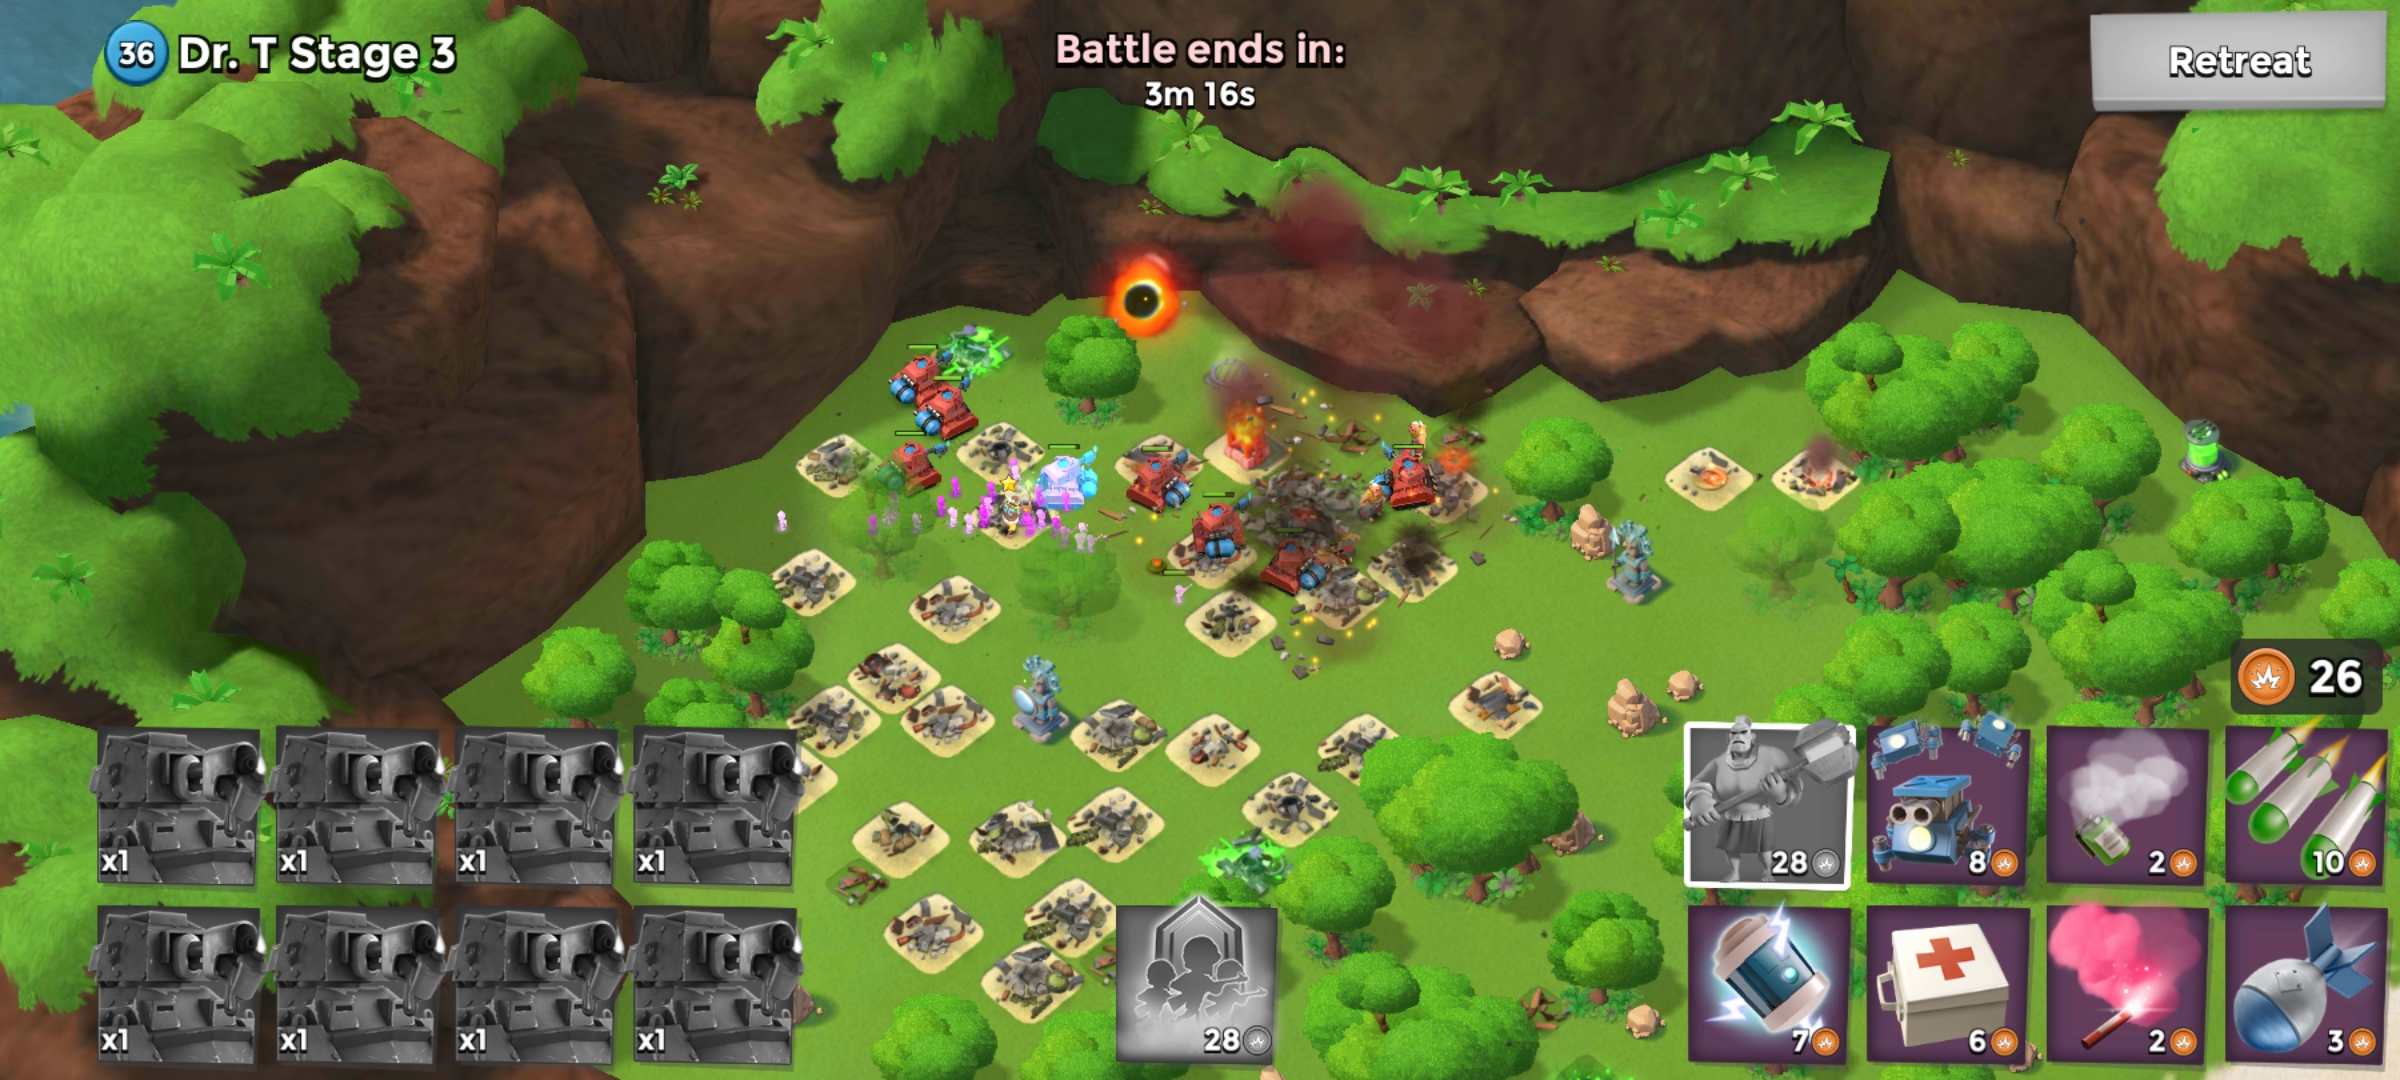 36 Dr. T Stage 3
Battle ends in:
3m 16s
Retreat
26
x1 x1 x1 x1
28 8 2 10
x1 x1 x1 x1
28
7 6 2 3